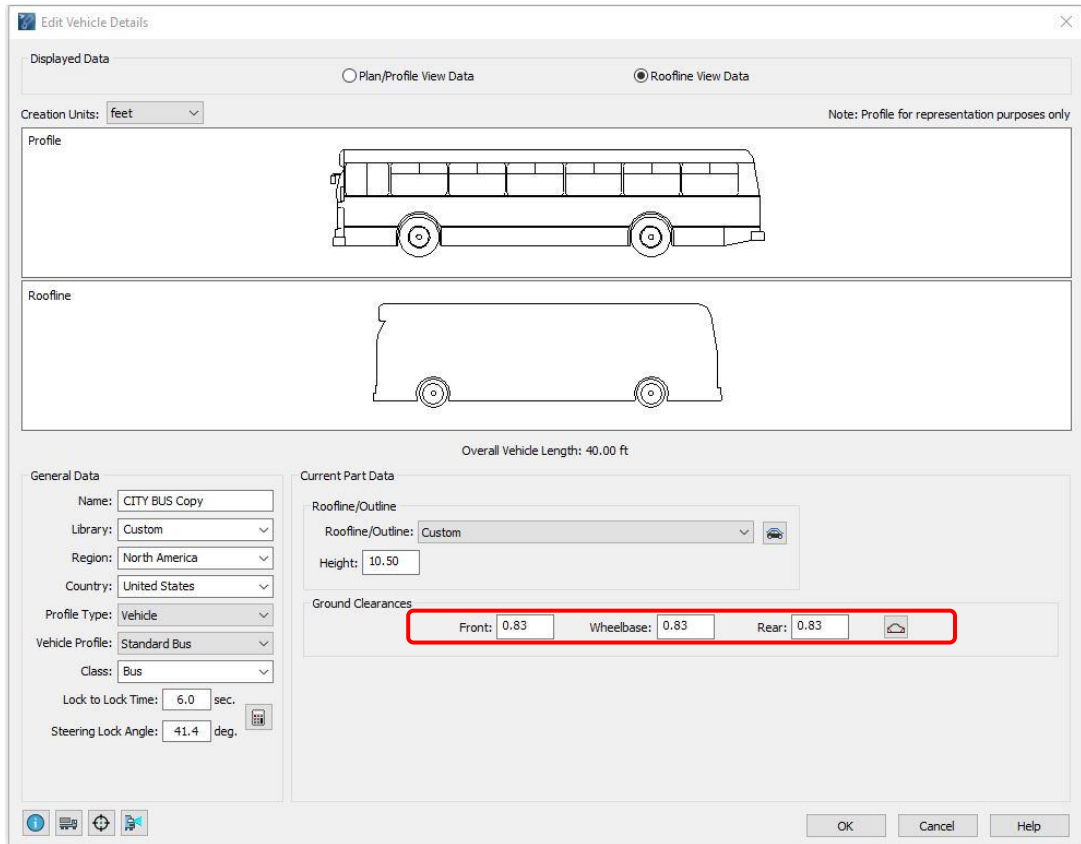 Edit Vehicle Details
Displayed Data
Plan/Profile View Data
Roofline View Data
Creation Units: feet
Note: Profile for representation purposes only
Profile
Roofline
Overall Vehicle Length: 40.00 ft
General Data
Name: CITY BUS Copy
Library: Custom
Region: North America
Country: United States
Profile Type: Vehicle
Vehicle Profile: Standard Bus
Class: Bus
Lock to Lock Time: 6.0 sec.
Steering Lock Angle: 41.4 deg.
Current Part Data
Roofline/Outline
Roofline/Outline: Custom
Height: 10.50
Ground Clearances
Front: 0.83 Wheelbase: 0.83 Rear: 0.83
OK Cancel Help